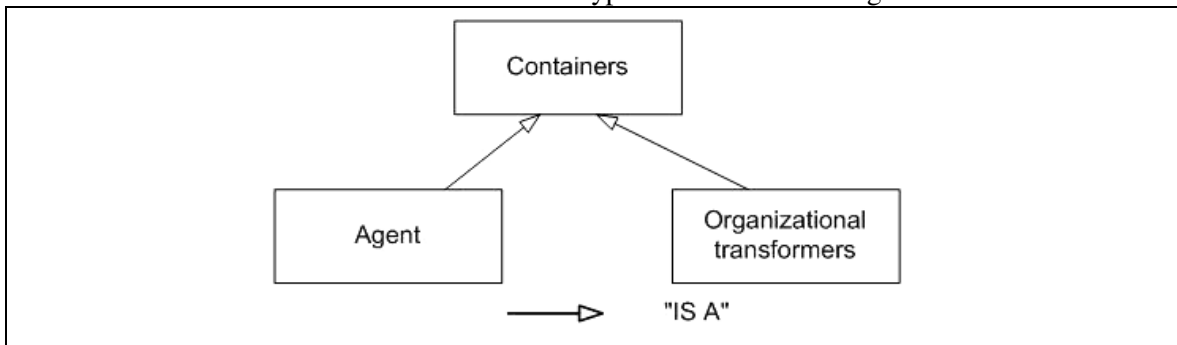 Containers
Agent
Organizational
transformers
"IS A"